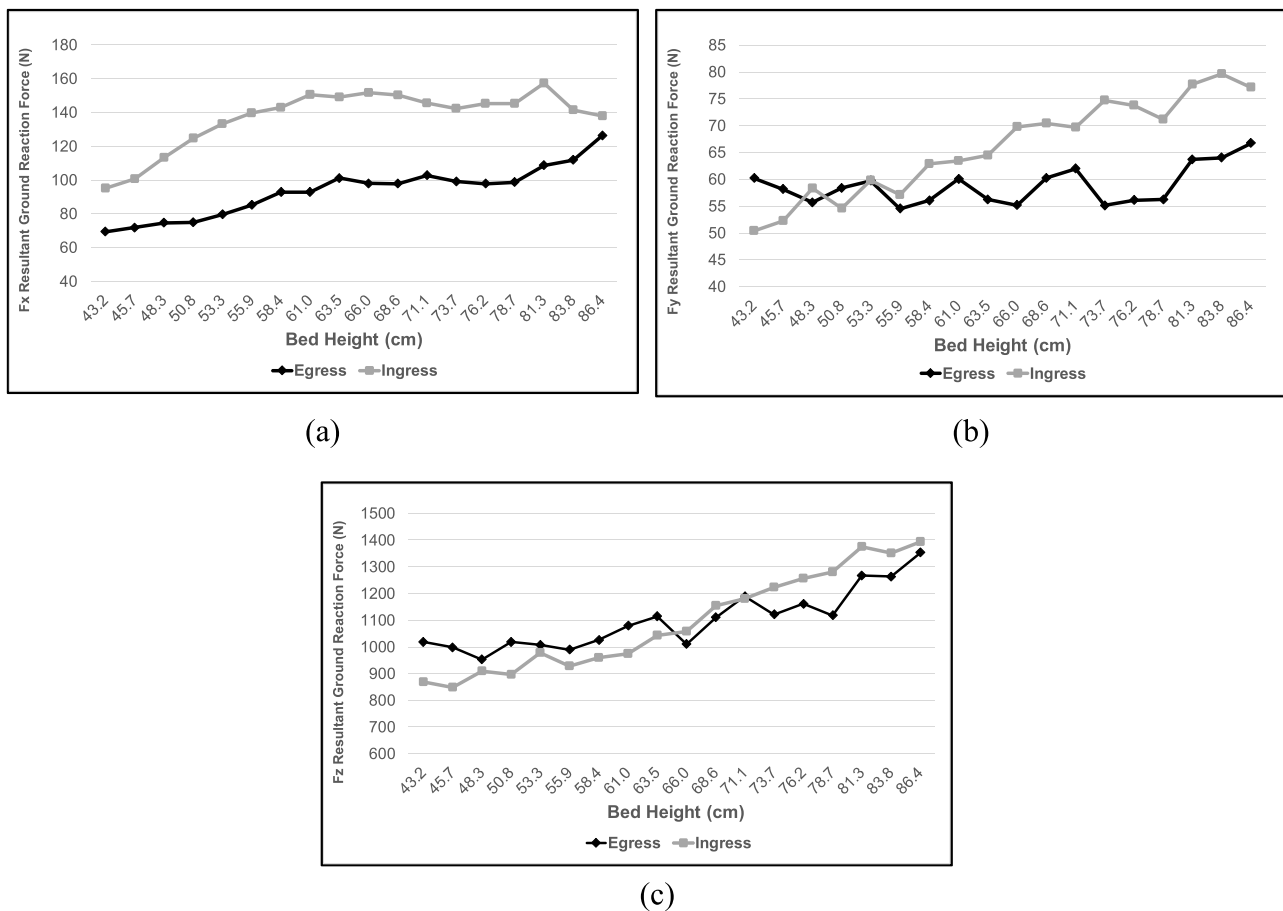 Fx Resultant Ground Reaction Force (N)
180
160
140
120
100
80
60
40
43.2 45.7 48.3 50.8 53.3 55.9 58.4 61.0 63.5 66.0 68.6 71.1 73.7 76.2 78.7 81.3 83.8 86.4
Bed Height (cm)
Egress Ingress
(a)
Fy Resultant Ground Reaction Force (N)
85
80
75
70
65
60
55
50
45
40
43.2 45.7 48.3 50.8 53.3 55.9 58.4 61.0 63.5 66.0 68.6 71.1 73.7 76.2 78.7 81.3 83.8 86.4
Bed Height (cm)
Egress Ingress
(b)
Fz Resultant Ground Reaction Force (N)
1500
1400
1300
1200
1100
1000
900
800
700
600
43.2 45.7 48.3 50.8 53.3 55.9 58.4 61.0 63.5 66.0 68.6 71.1 73.7 76.2 78.7 81.3 83.8 86.4
Bed Height (cm)
Egress Ingress
(c)